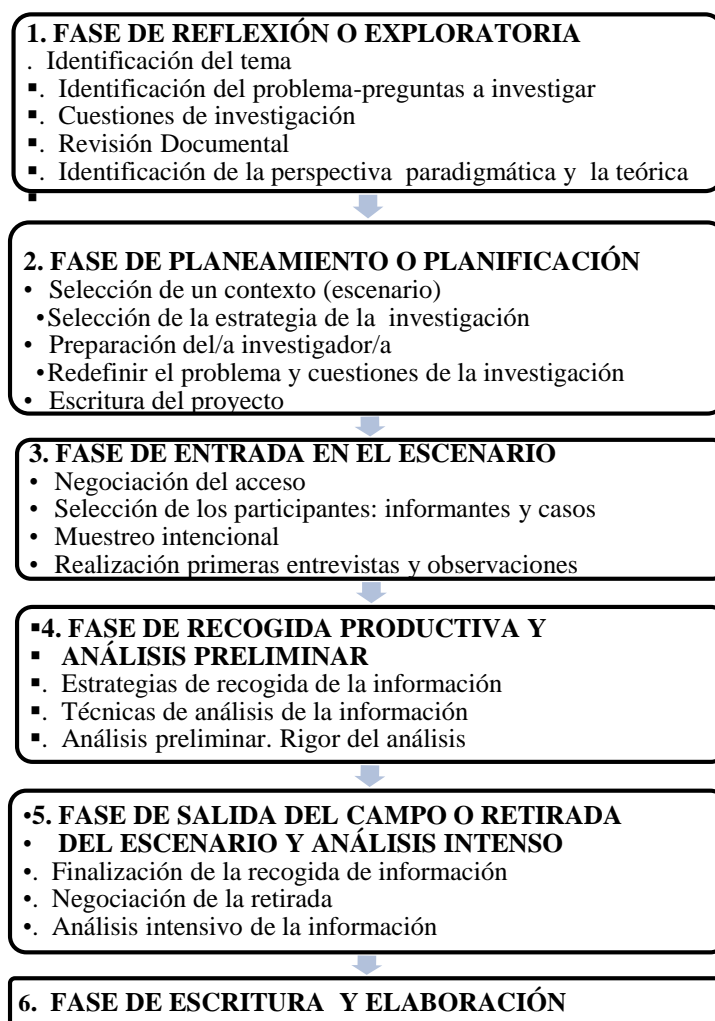 1. FASE DE REFLEXIÓN O EXPLORATORIA
. Identificación del tema
▪. Identificación del problema-preguntas a investigar
▪. Cuestiones de investigación
▪. Revisión Documental
▪. Identificación de la perspectiva paradigmática y la teórica
▪
2. FASE DE PLANEAMIENTO O PLANIFICACIÓN
• Selección de un contexto (escenario)
•Selección de la estrategia de la investigación
• Preparación del/a investigador/a
•Redefinir el problema y cuestiones de la investigación
• Escritura del proyecto
3. FASE DE ENTRADA EN EL ESCENARIO
• Negociación del acceso
• Selección de los participantes: informantes y casos
• Muestreo intencional
• Realización primeras entrevistas y observaciones
▪4. FASE DE RECOGIDA PRODUCTIVA Y
▪ ANÁLISIS PRELIMINAR
▪. Estrategias de recogida de la información
▪. Técnicas de análisis de la información
▪. Análisis preliminar. Rigor del análisis
•5. FASE DE SALIDA DEL CAMPO O RETIRADA
• DEL ESCENARIO Y ANÁLISIS INTENSO
•. Finalización de la recogida de información
•. Negociación de la retirada
•. Análisis intensivo de la información
6. FASE DE ESCRITURA Y ELABORACIÓN